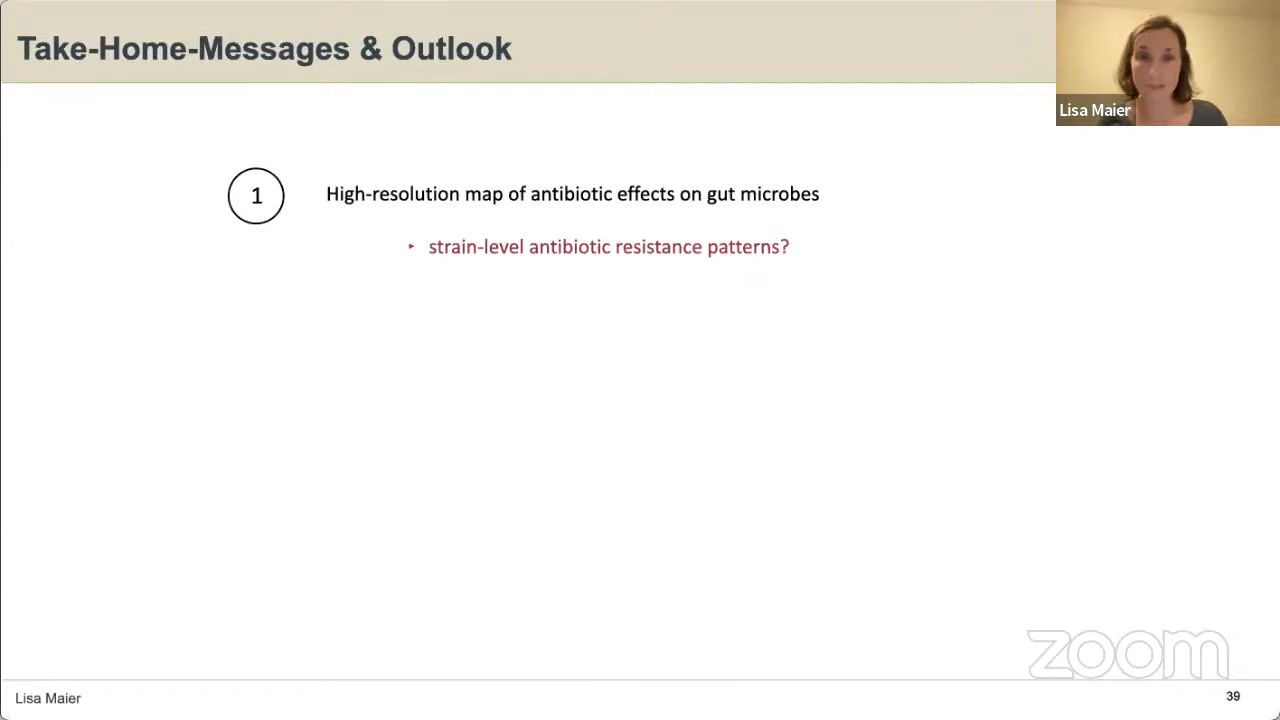 Take-Home-Messages & Outlook
Lisa Maier
1
High-resolution map of antibiotic effects on gut microbes
‣ strain-level antibiotic resistance patterns?
zoom
Lisa Maier
39